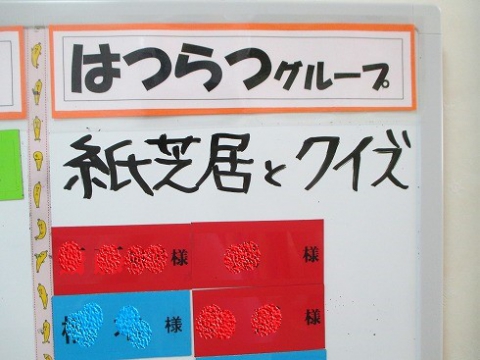 はつらつグループ
紙芝居とクイズ
様 様
様 様